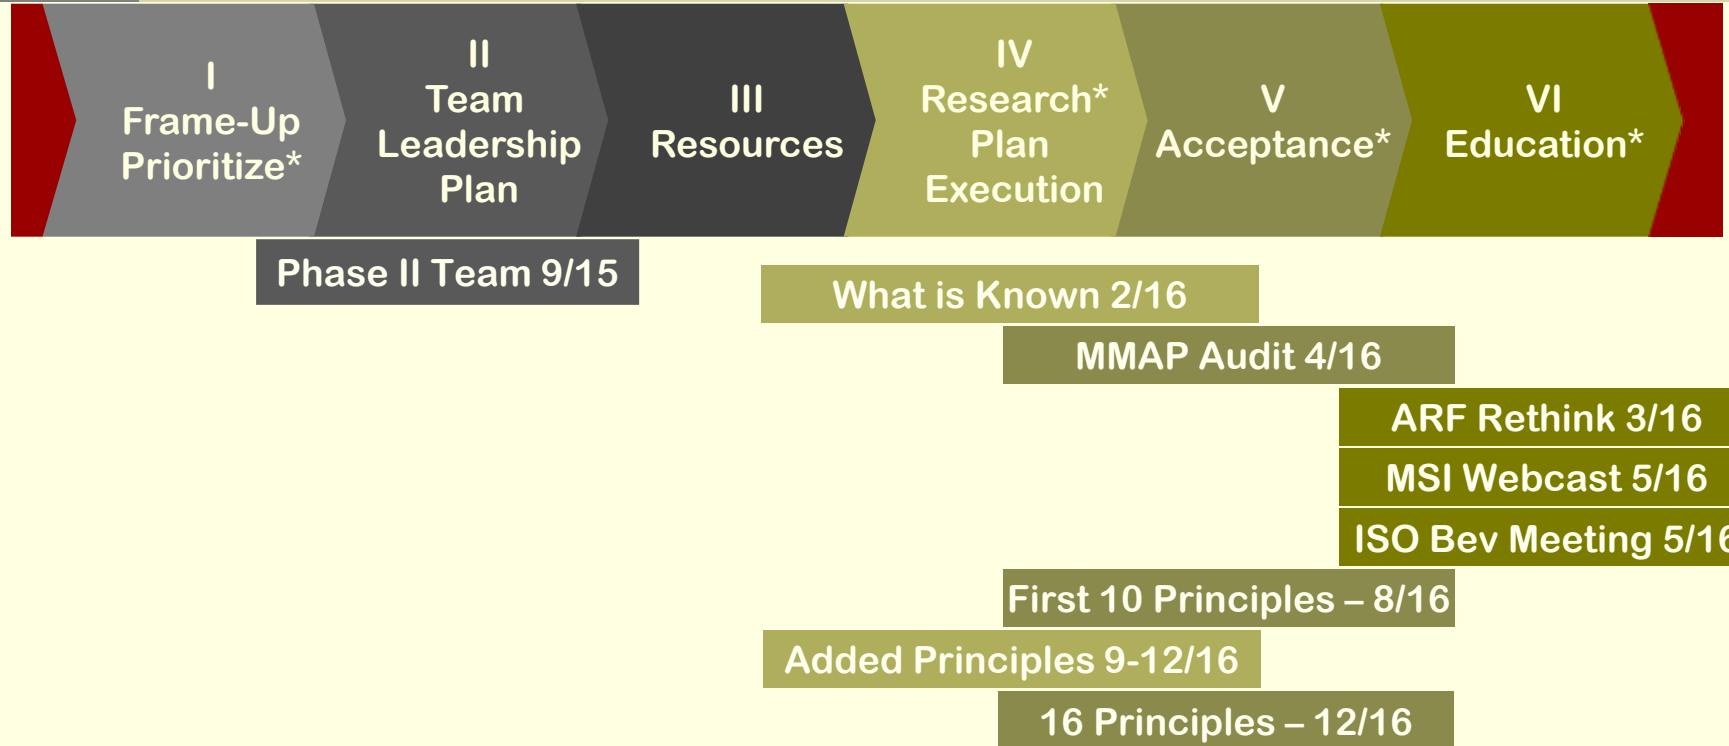 I
Frame-Up
Prioritize*
II
Team
Leadership
Plan
III
Resources
IV
Research*
Plan
Execution
V
Acceptance*
VI
Education*
Phase II Team 9/15
What is Known 2/16
MMAP Audit 4/16
ARF Rethink 3/16
MSI Webcast 5/16
ISO Bev Meeting 5/16
First 10 Principles – 8/16
Added Principles 9-12/16
16 Principles – 12/16